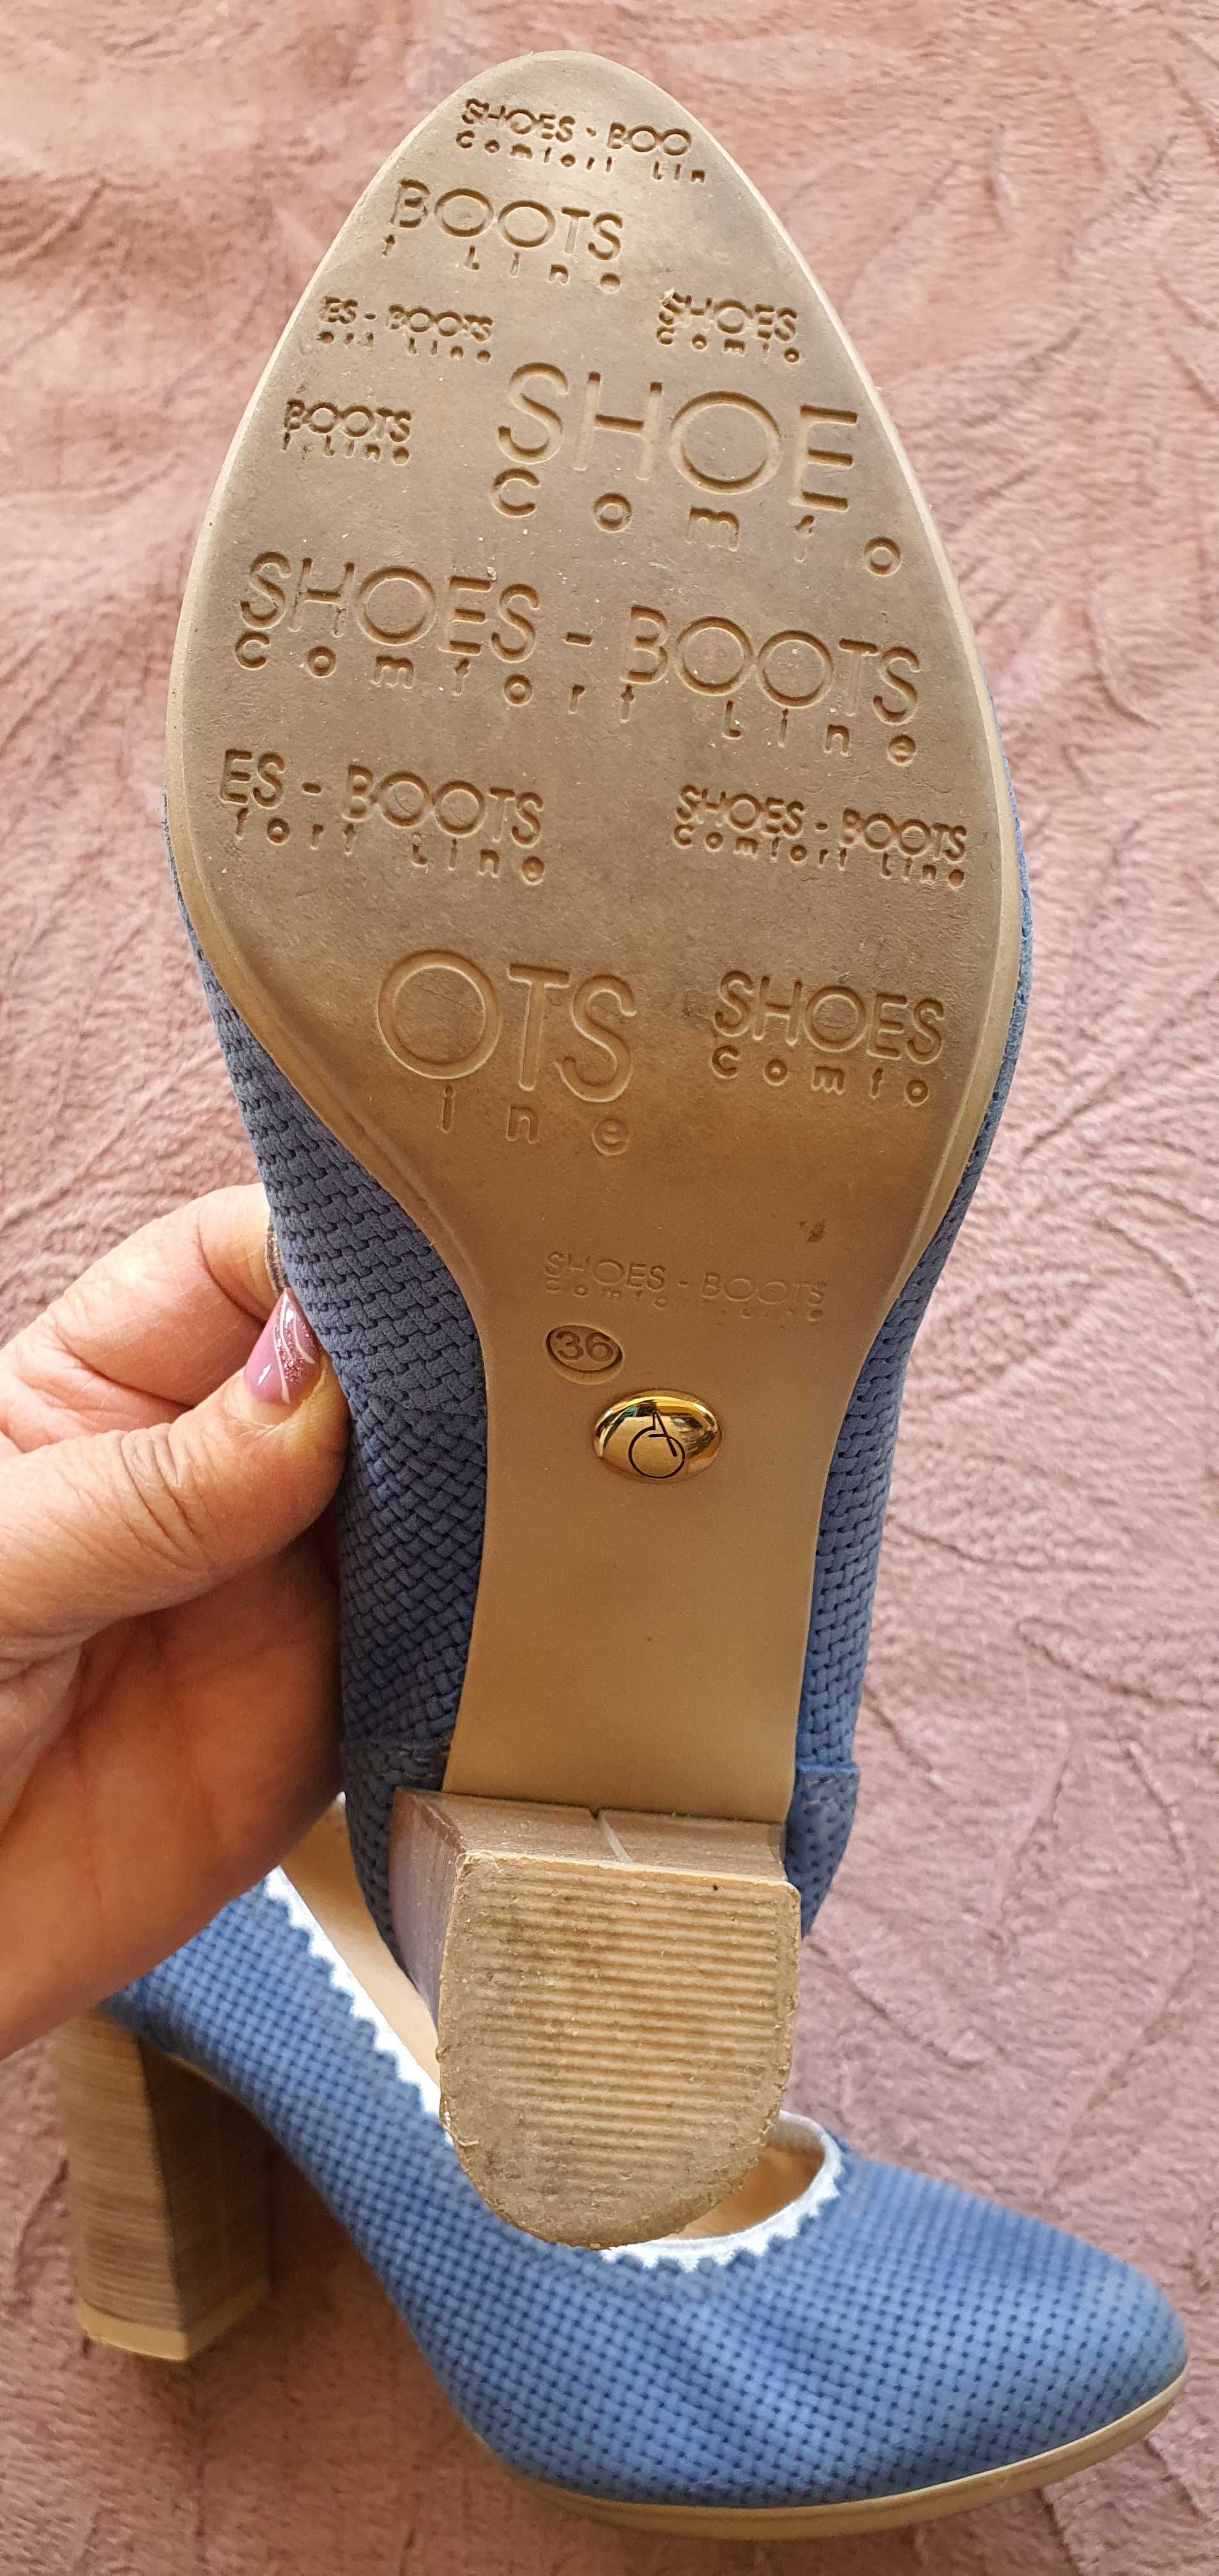 SHOES - BOO
Comfort Lin
BOOTS
t Line
ES - BOOTS
ort Line
SHOES
Comfo
BOOTS
t Line
SHOE
Comfo
SHOES - BOOTS
Comfort Line
ES - BOOTS
fort Line
SHOES - BOOTS
Comfort Line
OTS
ine
SHOES
Comfo
SHOES - BOOTS
Comfort Line
36